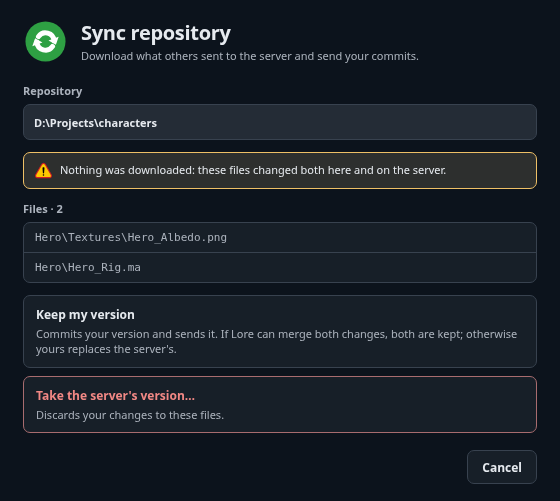 Sync repository
Download what others sent to the server and send your commits.
Repository
D:\Projects\characters
Nothing was downloaded: these files changed both here and on the server.
Files · 2
Hero\Textures\Hero_Albedo.png
Hero\Hero_Rig.ma
Keep my version
Commits your version and sends it. If Lore can merge both changes, both are kept; otherwise
yours replaces the server's.
Take the server's version...
Discards your changes to these files.
Cancel